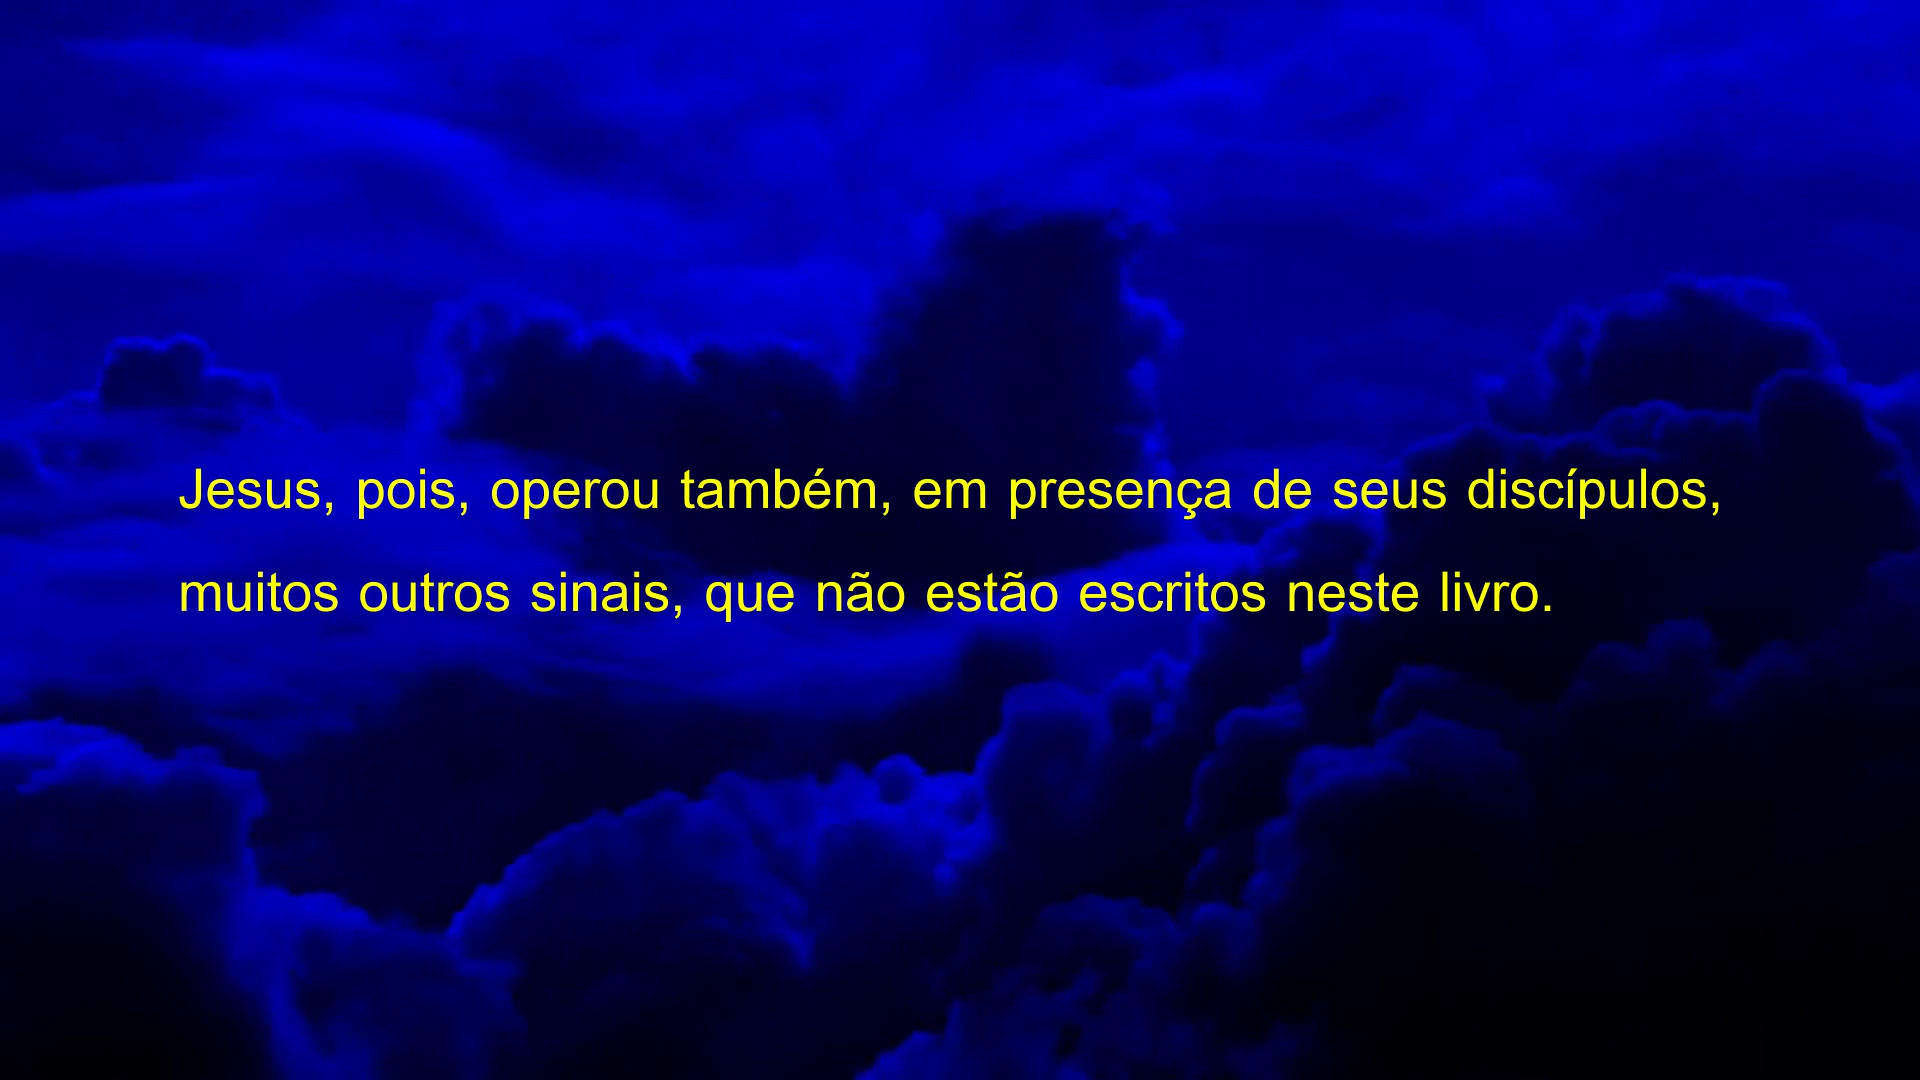 Jesus, pois, operou também, em presença de seus discípulos,
muitos outros sinais, que não estão escritos neste livro.